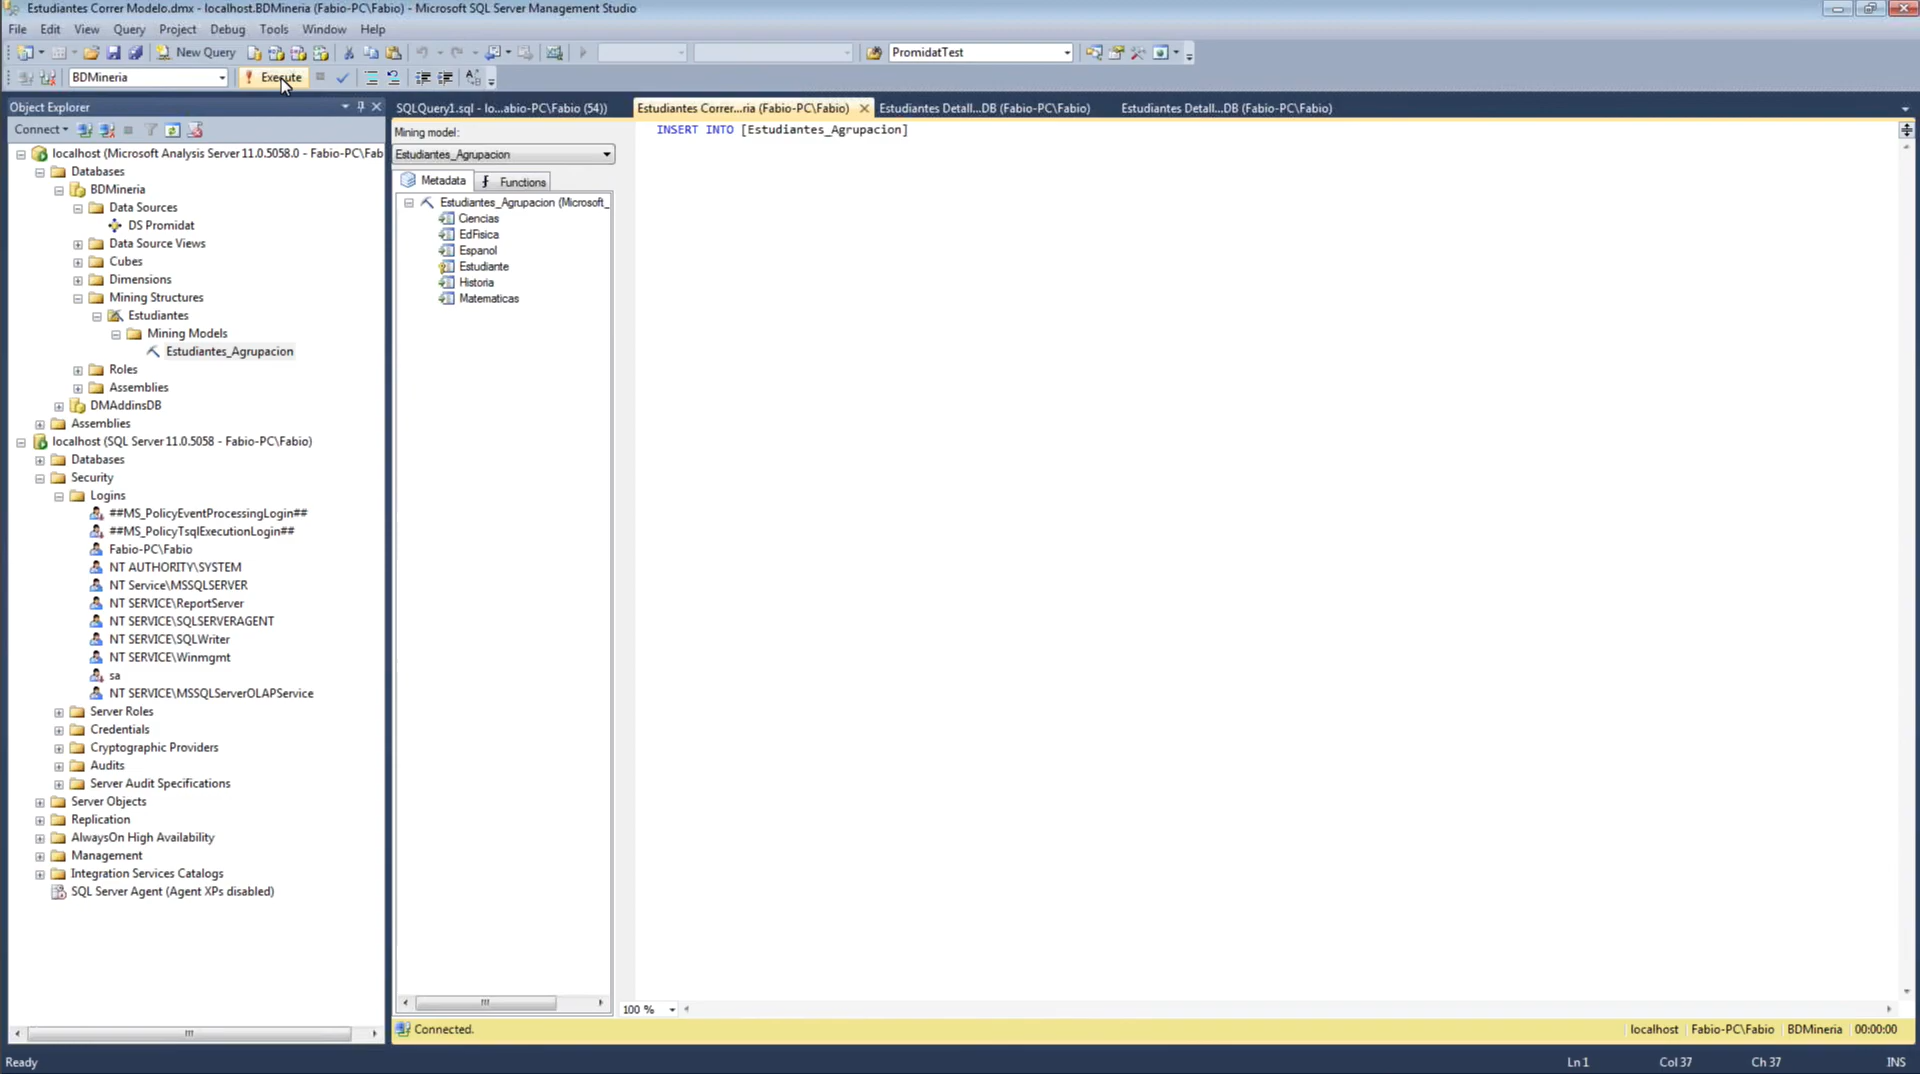 Estudiantes Correr Modelo.dmx - localhost.BDMineria (Fabio-PC\Fabio) - Microsoft SQL Server Management Studio
File Edit View Query Project Debug Tools Window Help
New Query PromidatTest
BDMineria Execute
Object Explorer
Connect
localhost (Microsoft Analysis Server 11.0.5058.0 - Fabio-PC\Fab
Databases
BDMineria
Data Sources
DS Promidat
Data Source Views
Cubes
Dimensions
Mining Structures
Estudiantes
Mining Models
Estudiantes_Agrupacion
Roles
Assemblies
DMAddinsDB
Assemblies
localhost (SQL Server 11.0.5058 - Fabio-PC\Fabio)
Databases
Security
Logins
##MS_PolicyEventProcessingLogin##
##MS_PolicyTsqlExecutionLogin##
Fabio-PC\Fabio
NT AUTHORITY\SYSTEM
NT Service\MSSQLSERVER
NT SERVICE\ReportServer
NT SERVICE\SQLSERVERAGENT
NT SERVICE\SQLWriter
NT SERVICE\Winmgmt
sa
NT SERVICE\MSSQLServerOLAPService
Server Roles
Credentials
Cryptographic Providers
Audits
Server Audit Specifications
Server Objects
Replication
AlwaysOn High Availability
Management
Integration Services Catalogs
SQL Server Agent (Agent XPs disabled)
SQLQuery1.sql - lo...abio-PC\Fabio (54)) Estudiantes Correr...ria (Fabio-PC\Fabio) Estudiantes Detall...DB (Fabio-PC\Fabio) Estudiantes Detall...DB (Fabio-PC\Fabio)
Mining model:
Estudiantes_Agrupacion
Metadata Functions
Estudiantes_Agrupacion (Microsoft_
Ciencias
EdFisica
Espanol
Estudiante
Historia
Matematicas
INSERT INTO [Estudiantes_Agrupacion]
100 %
Connected. localhost Fabio-PC\Fabio BDMineria 00:00:00
Ready Ln 1 Col 37 Ch 37 INS